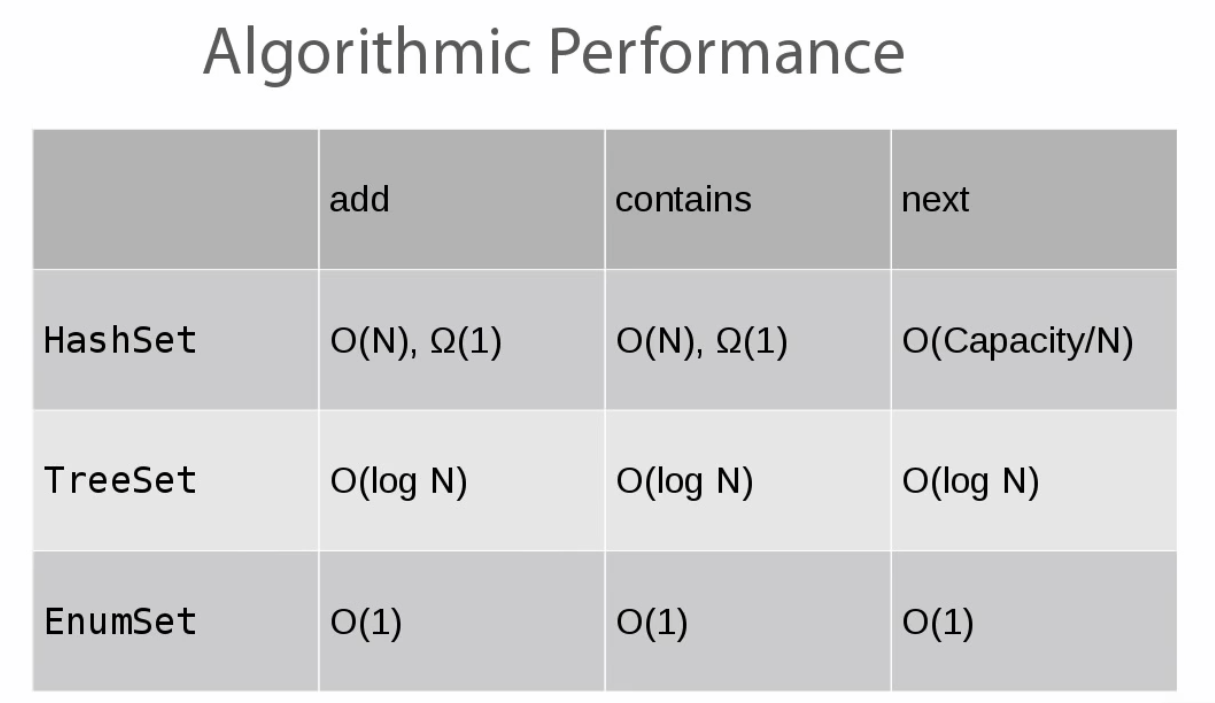 Algorithmic Performance
add contains next
HashSet O(N), Ω(1) O(N), Ω(1) O(Capacity/N)
TreeSet O(log N) O(log N) O(log N)
EnumSet O(1) O(1) O(1)